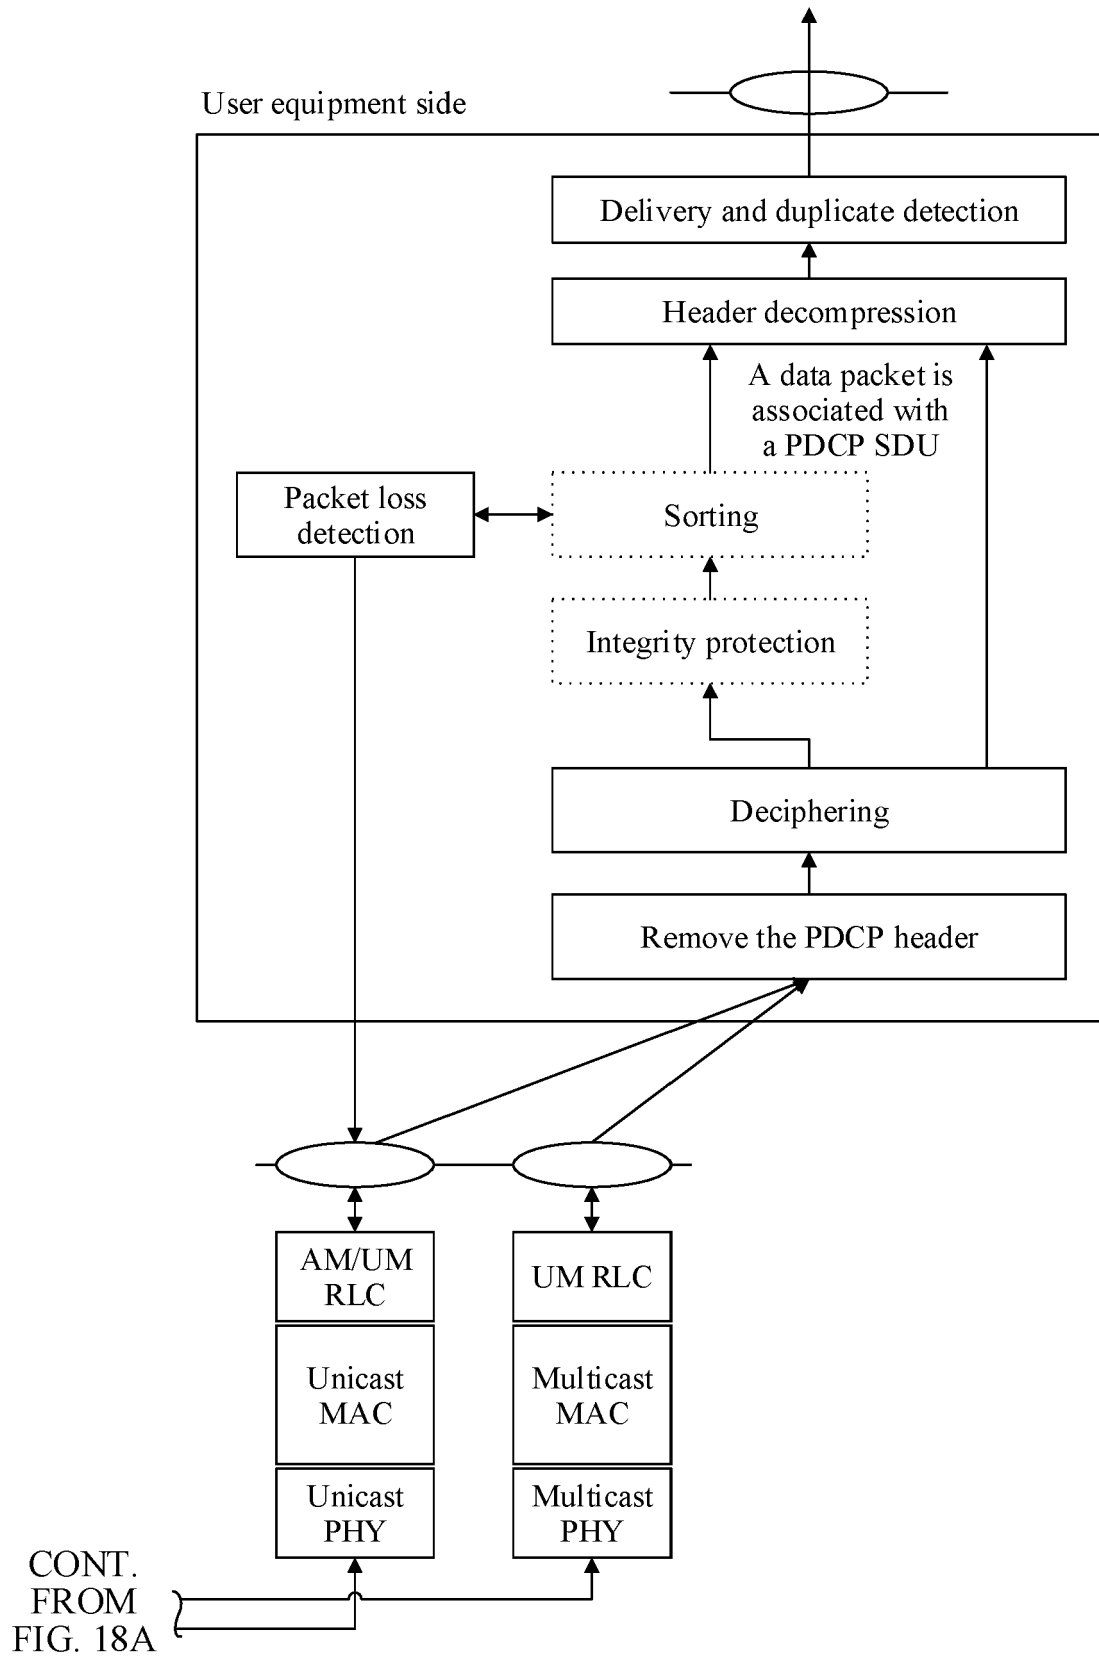 User equipment side
Delivery and duplicate detection
Header decompression
A data packet is
associated with
a PDCP SDU
Packet loss
detection
Sorting
Integrity protection
Deciphering
Remove the PDCP header
AM/UM
RLC
UM RLC
Unicast
MAC
Multicast
MAC
Unicast
PHY
Multicast
PHY
CONT.
FROM
FIG. 18A